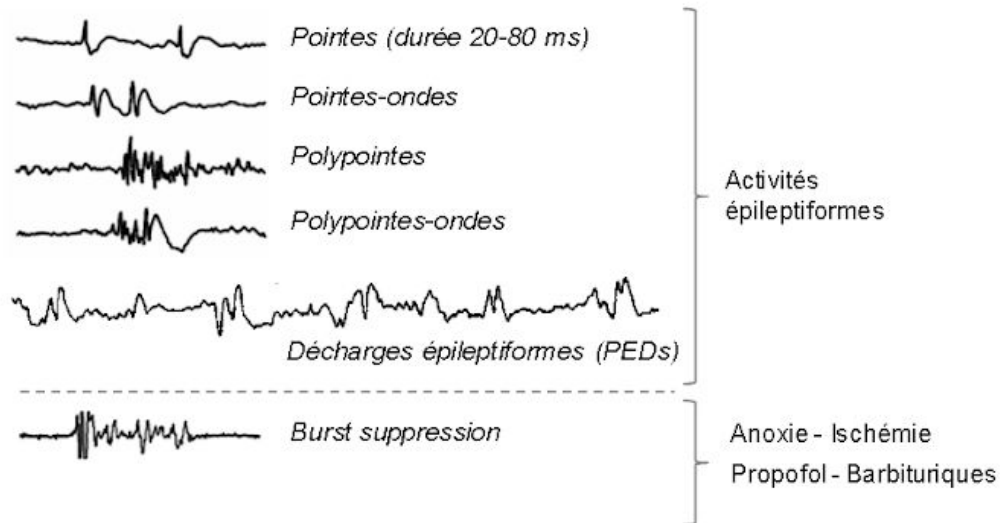 Pointes (durée 20-80 ms)
Pointes-ondes
Polypointes
Polypointes-ondes
Activités
épileptiformes
Décharges épileptiformes (PEDs)
Burst suppression
Anoxie - Ischémie
Propofol - Barbituriques